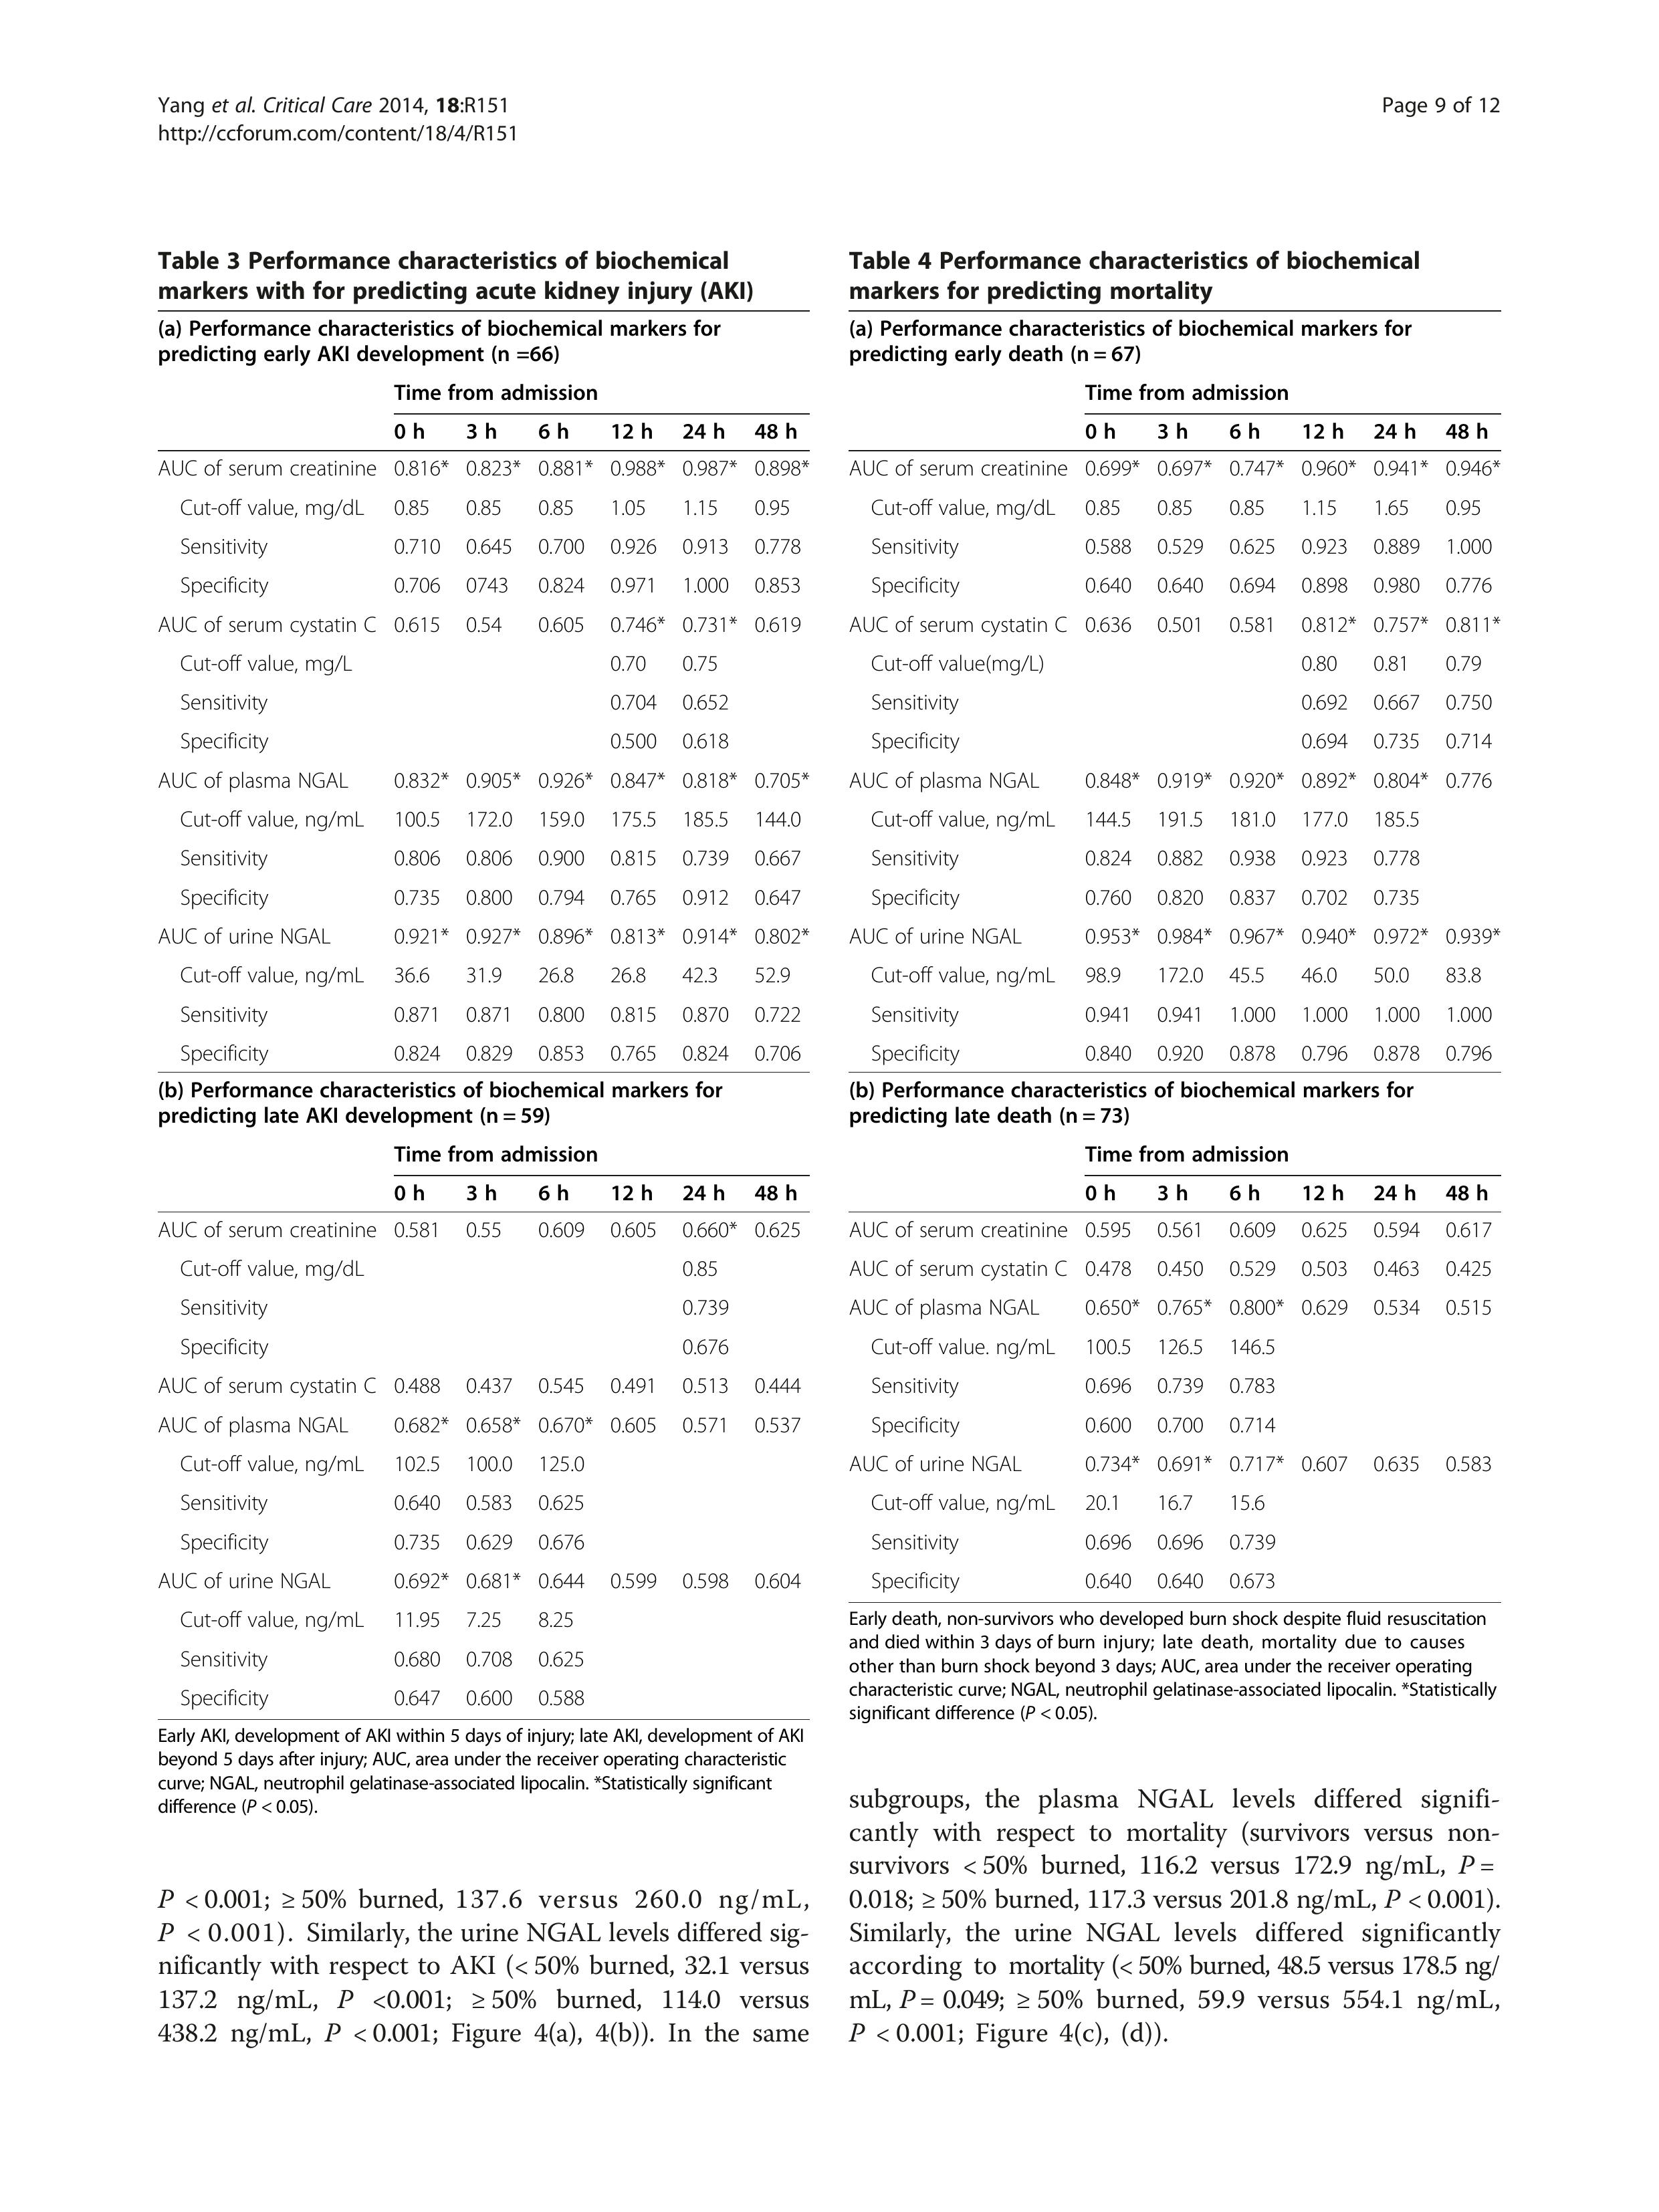 Yang et al. Critical Care 2014, 18:R151
Page 9 of 12
http://ccforum.com/content/18/4/R151
Table 3 Performance characteristics of biochemical
markers with for predicting acute kidney injury (AKI)
(a) Performance characteristics of biochemical markers for
predicting early AKI development (n =66)
Time from admission
0 h 3 h 6 h 12 h 24 h 48 h
AUC of serum creatinine 0.816* 0.823* 0.881* 0.988* 0.987* 0.898*
Cut-off value, mg/dL 0.85 0.85 0.85 1.05 1.15 0.95
Sensitivity 0.710 0.645 0.700 0.926 0.913 0.778
Specificity 0.706 0743 0.824 0.971 1.000 0.853
AUC of serum cystatin C 0.615 0.54 0.605 0.746* 0.731* 0.619
Cut-off value, mg/L 0.70 0.75
Sensitivity 0.704 0.652
Specificity 0.500 0.618
AUC of plasma NGAL 0.832* 0.905* 0.926* 0.847* 0.818* 0.705*
Cut-off value, ng/mL 100.5 172.0 159.0 175.5 185.5 144.0
Sensitivity 0.806 0.806 0.900 0.815 0.739 0.667
Specificity 0.735 0.800 0.794 0.765 0.912 0.647
AUC of urine NGAL 0.921* 0.927* 0.896* 0.813* 0.914* 0.802*
Cut-off value, ng/mL 36.6 31.9 26.8 26.8 42.3 52.9
Sensitivity 0.871 0.871 0.800 0.815 0.870 0.722
Specificity 0.824 0.829 0.853 0.765 0.824 0.706
(b) Performance characteristics of biochemical markers for
predicting late AKI development (n = 59)
Time from admission
0 h 3 h 6 h 12 h 24 h 48 h
AUC of serum creatinine 0.581 0.55 0.609 0.605 0.660* 0.625
Cut-off value, mg/dL 0.85
Sensitivity 0.739
Specificity 0.676
AUC of serum cystatin C 0.488 0.437 0.545 0.491 0.513 0.444
AUC of plasma NGAL 0.682* 0.658* 0.670* 0.605 0.571 0.537
Cut-off value, ng/mL 102.5 100.0 125.0
Sensitivity 0.640 0.583 0.625
Specificity 0.735 0.629 0.676
AUC of urine NGAL 0.692* 0.681* 0.644 0.599 0.598 0.604
Cut-off value, ng/mL 11.95 7.25 8.25
Sensitivity 0.680 0.708 0.625
Specificity 0.647 0.600 0.588
Early AKI, development of AKI within 5 days of injury; late AKI, development of AKI
beyond 5 days after injury; AUC, area under the receiver operating characteristic
curve; NGAL, neutrophil gelatinase-associated lipocalin. *Statistically significant
difference (P < 0.05).
P < 0.001; ≥ 50% burned, 137.6 versus 260.0 ng/mL,
P < 0.001). Similarly, the urine NGAL levels differed sig-
nificantly with respect to AKI (< 50% burned, 32.1 versus
137.2 ng/mL, P <0.001; ≥ 50% burned, 114.0 versus
438.2 ng/mL, P < 0.001; Figure 4(a), 4(b)). In the same
Table 4 Performance characteristics of biochemical
markers for predicting mortality
(a) Performance characteristics of biochemical markers for
predicting early death (n = 67)
Time from admission
0 h 3 h 6 h 12 h 24 h 48 h
AUC of serum creatinine 0.699* 0.697* 0.747* 0.960* 0.941* 0.946*
Cut-off value, mg/dL 0.85 0.85 0.85 1.15 1.65 0.95
Sensitivity 0.588 0.529 0.625 0.923 0.889 1.000
Specificity 0.640 0.640 0.694 0.898 0.980 0.776
AUC of serum cystatin C 0.636 0.501 0.581 0.812* 0.757* 0.811*
Cut-off value(mg/L) 0.80 0.81 0.79
Sensitivity 0.692 0.667 0.750
Specificity 0.694 0.735 0.714
AUC of plasma NGAL 0.848* 0.919* 0.920* 0.892* 0.804* 0.776
Cut-off value, ng/mL 144.5 191.5 181.0 177.0 185.5
Sensitivity 0.824 0.882 0.938 0.923 0.778
Specificity 0.760 0.820 0.837 0.702 0.735
AUC of urine NGAL 0.953* 0.984* 0.967* 0.940* 0.972* 0.939*
Cut-off value, ng/mL 98.9 172.0 45.5 46.0 50.0 83.8
Sensitivity 0.941 0.941 1.000 1.000 1.000 1.000
Specificity 0.840 0.920 0.878 0.796 0.878 0.796
(b) Performance characteristics of biochemical markers for
predicting late death (n = 73)
Time from admission
0 h 3 h 6 h 12 h 24 h 48 h
AUC of serum creatinine 0.595 0.561 0.609 0.625 0.594 0.617
AUC of serum cystatin C 0.478 0.450 0.529 0.503 0.463 0.425
AUC of plasma NGAL 0.650* 0.765* 0.800* 0.629 0.534 0.515
Cut-off value. ng/mL 100.5 126.5 146.5
Sensitivity 0.696 0.739 0.783
Specificity 0.600 0.700 0.714
AUC of urine NGAL 0.734* 0.691* 0.717* 0.607 0.635 0.583
Cut-off value, ng/mL 20.1 16.7 15.6
Sensitivity 0.696 0.696 0.739
Specificity 0.640 0.640 0.673
Early death, non-survivors who developed burn shock despite fluid resuscitation
and died within 3 days of burn injury; late death, mortality due to causes
other than burn shock beyond 3 days; AUC, area under the receiver operating
characteristic curve; NGAL, neutrophil gelatinase-associated lipocalin. *Statistically
significant difference (P < 0.05).
subgroups, the plasma NGAL levels differed signifi-
cantly with respect to mortality (survivors versus non-
survivors < 50% burned, 116.2 versus 172.9 ng/mL, P =
0.018; ≥ 50% burned, 117.3 versus 201.8 ng/mL, P < 0.001).
Similarly, the urine NGAL levels differed significantly
according to mortality (< 50% burned, 48.5 versus 178.5 ng/
mL, P = 0.049; ≥ 50% burned, 59.9 versus 554.1 ng/mL,
P < 0.001; Figure 4(c), (d)).